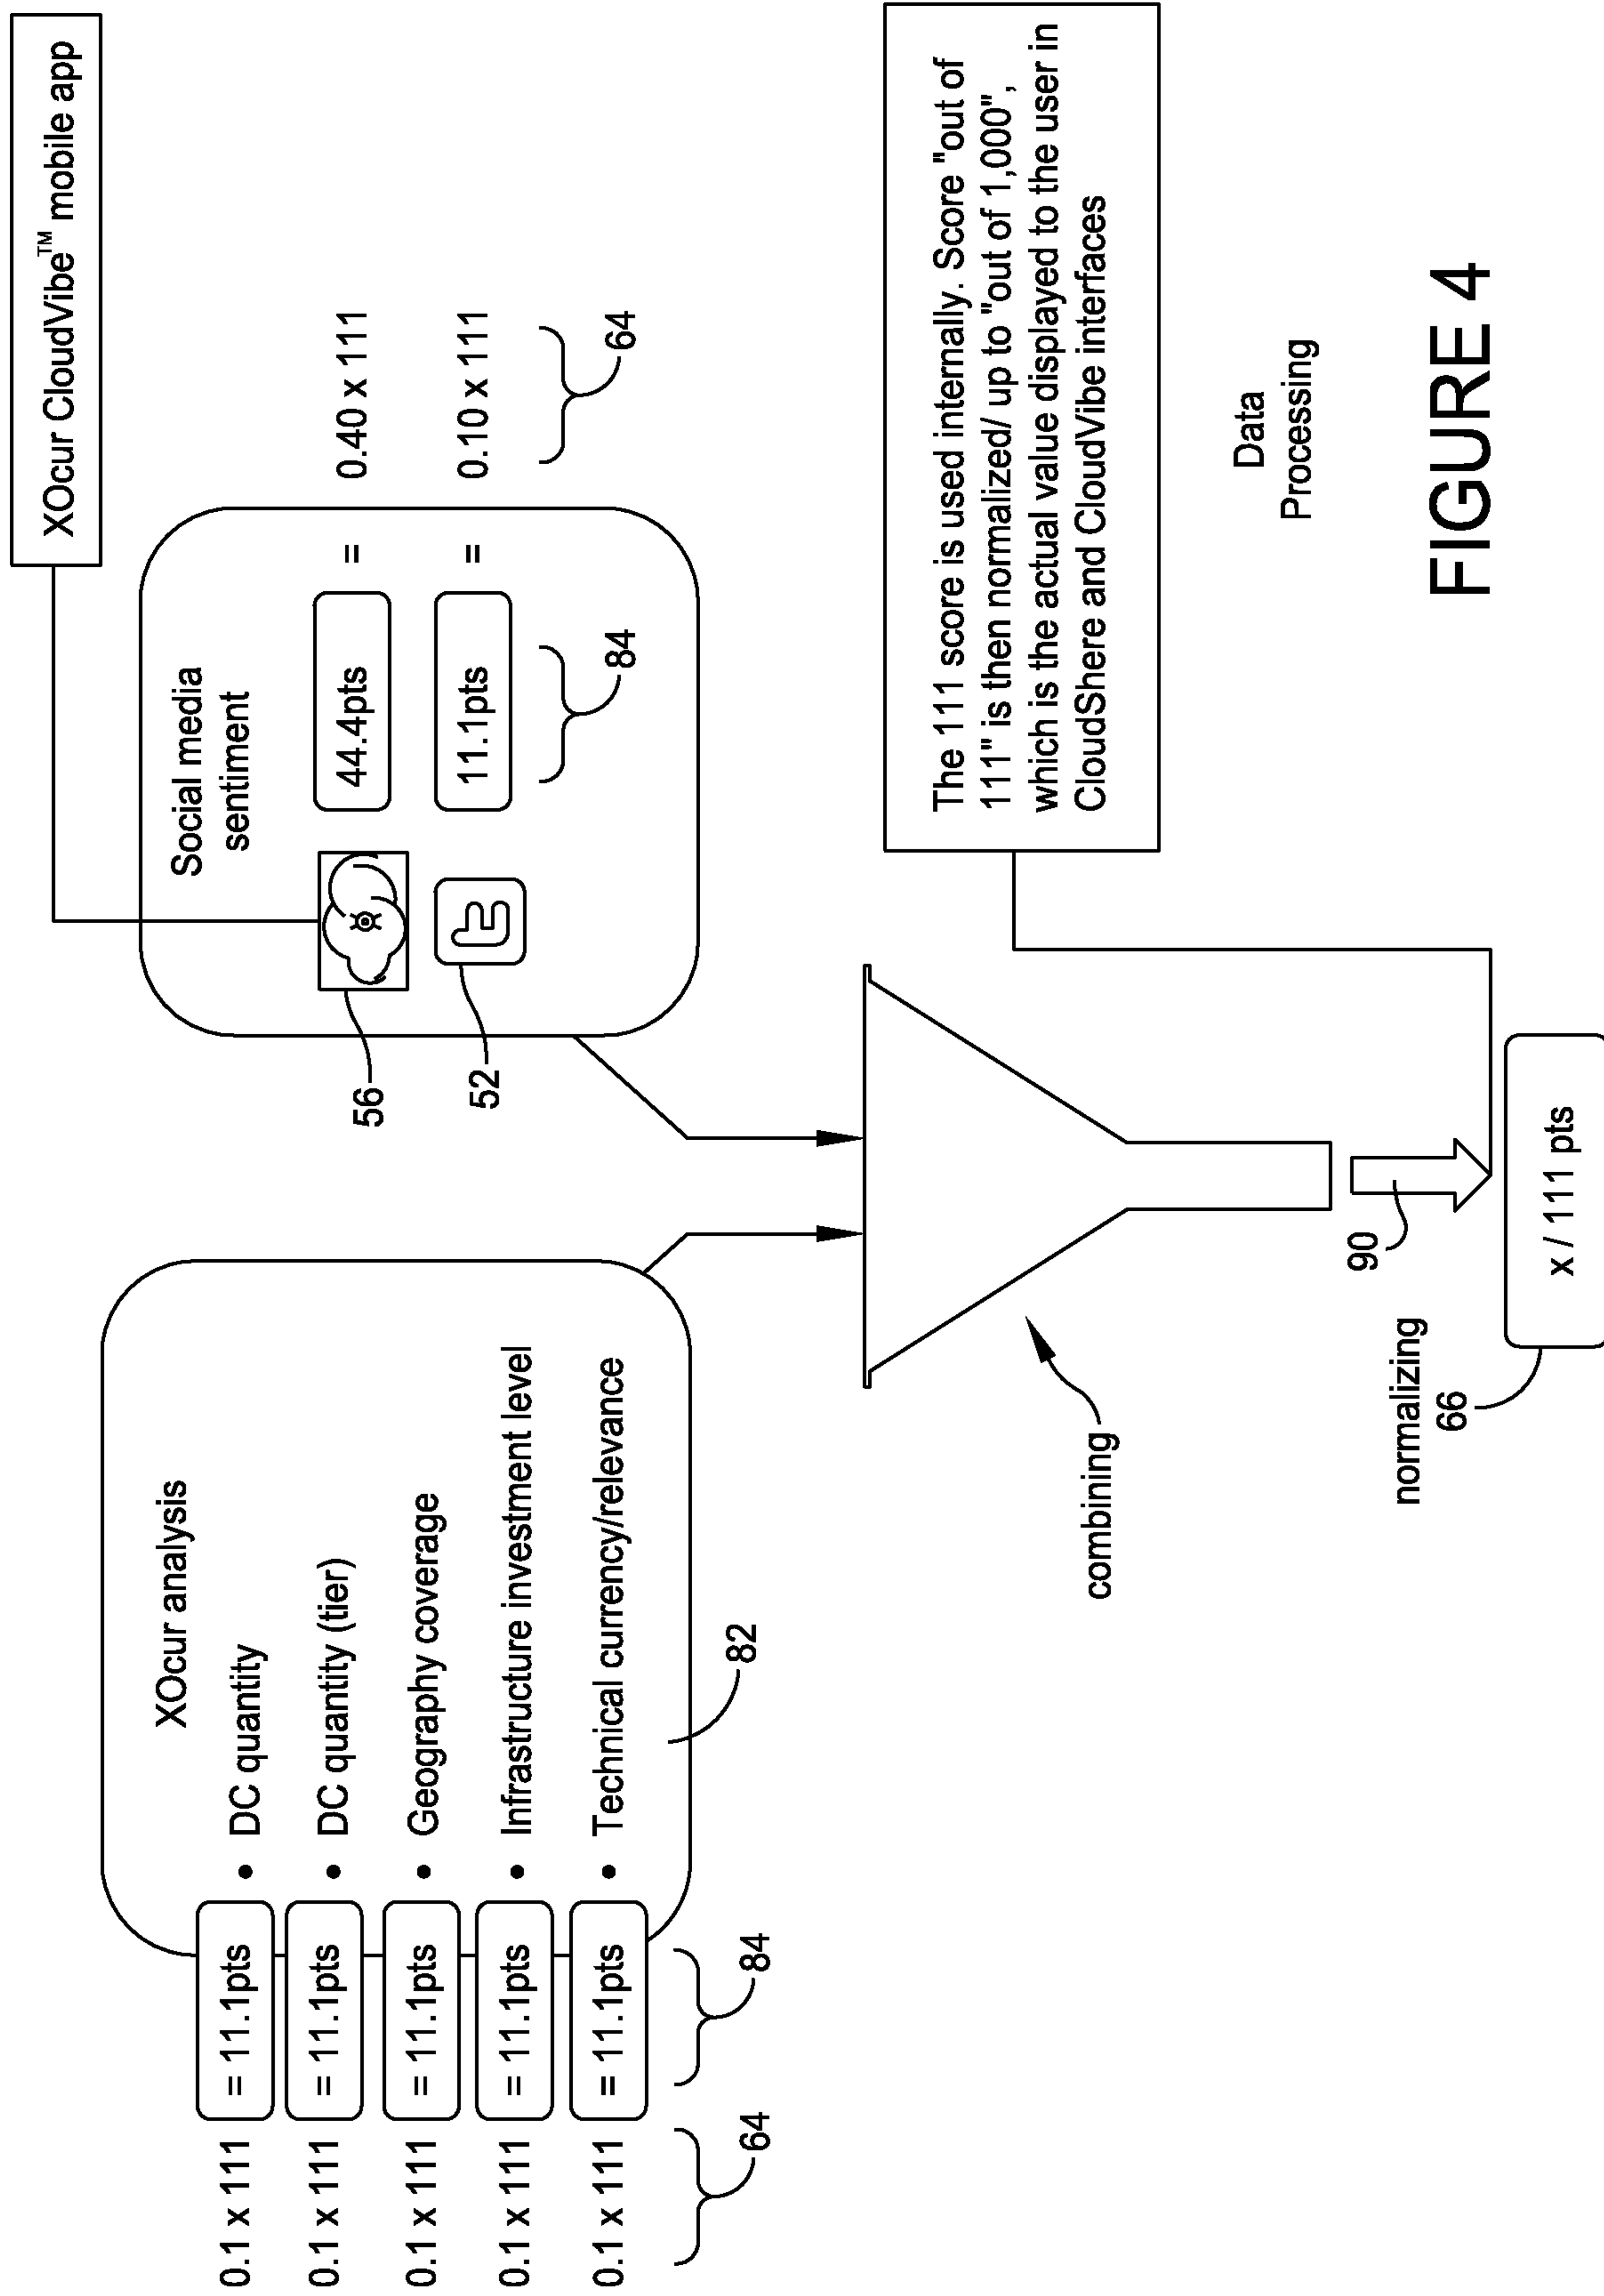 XOcur CloudVibe™ mobile app
XOcur analysis
0.1 x 111 = 11.1pts • DC quantity
0.1 x 111 = 11.1pts • DC quantity (tier)
0.1 x 111 = 11.1pts • Geography coverage
0.1 x 111 = 11.1pts • Infrastructure investment level
0.1 x 111 = 11.1pts • Technical currency/relevance
64
84
82
Social media
sentiment
56
44.4pts = 0.40 x 111
52
11.1pts = 0.10 x 111
84
64
combining
The 111 score is used internally. Score "out of
111" is then normalized/ up to "out of 1,000",
which is the actual value displayed to the user in
CloudShere and CloudVibe interfaces
normalizing
90
66
x / 111 pts
Data
Processing
FIGURE 4